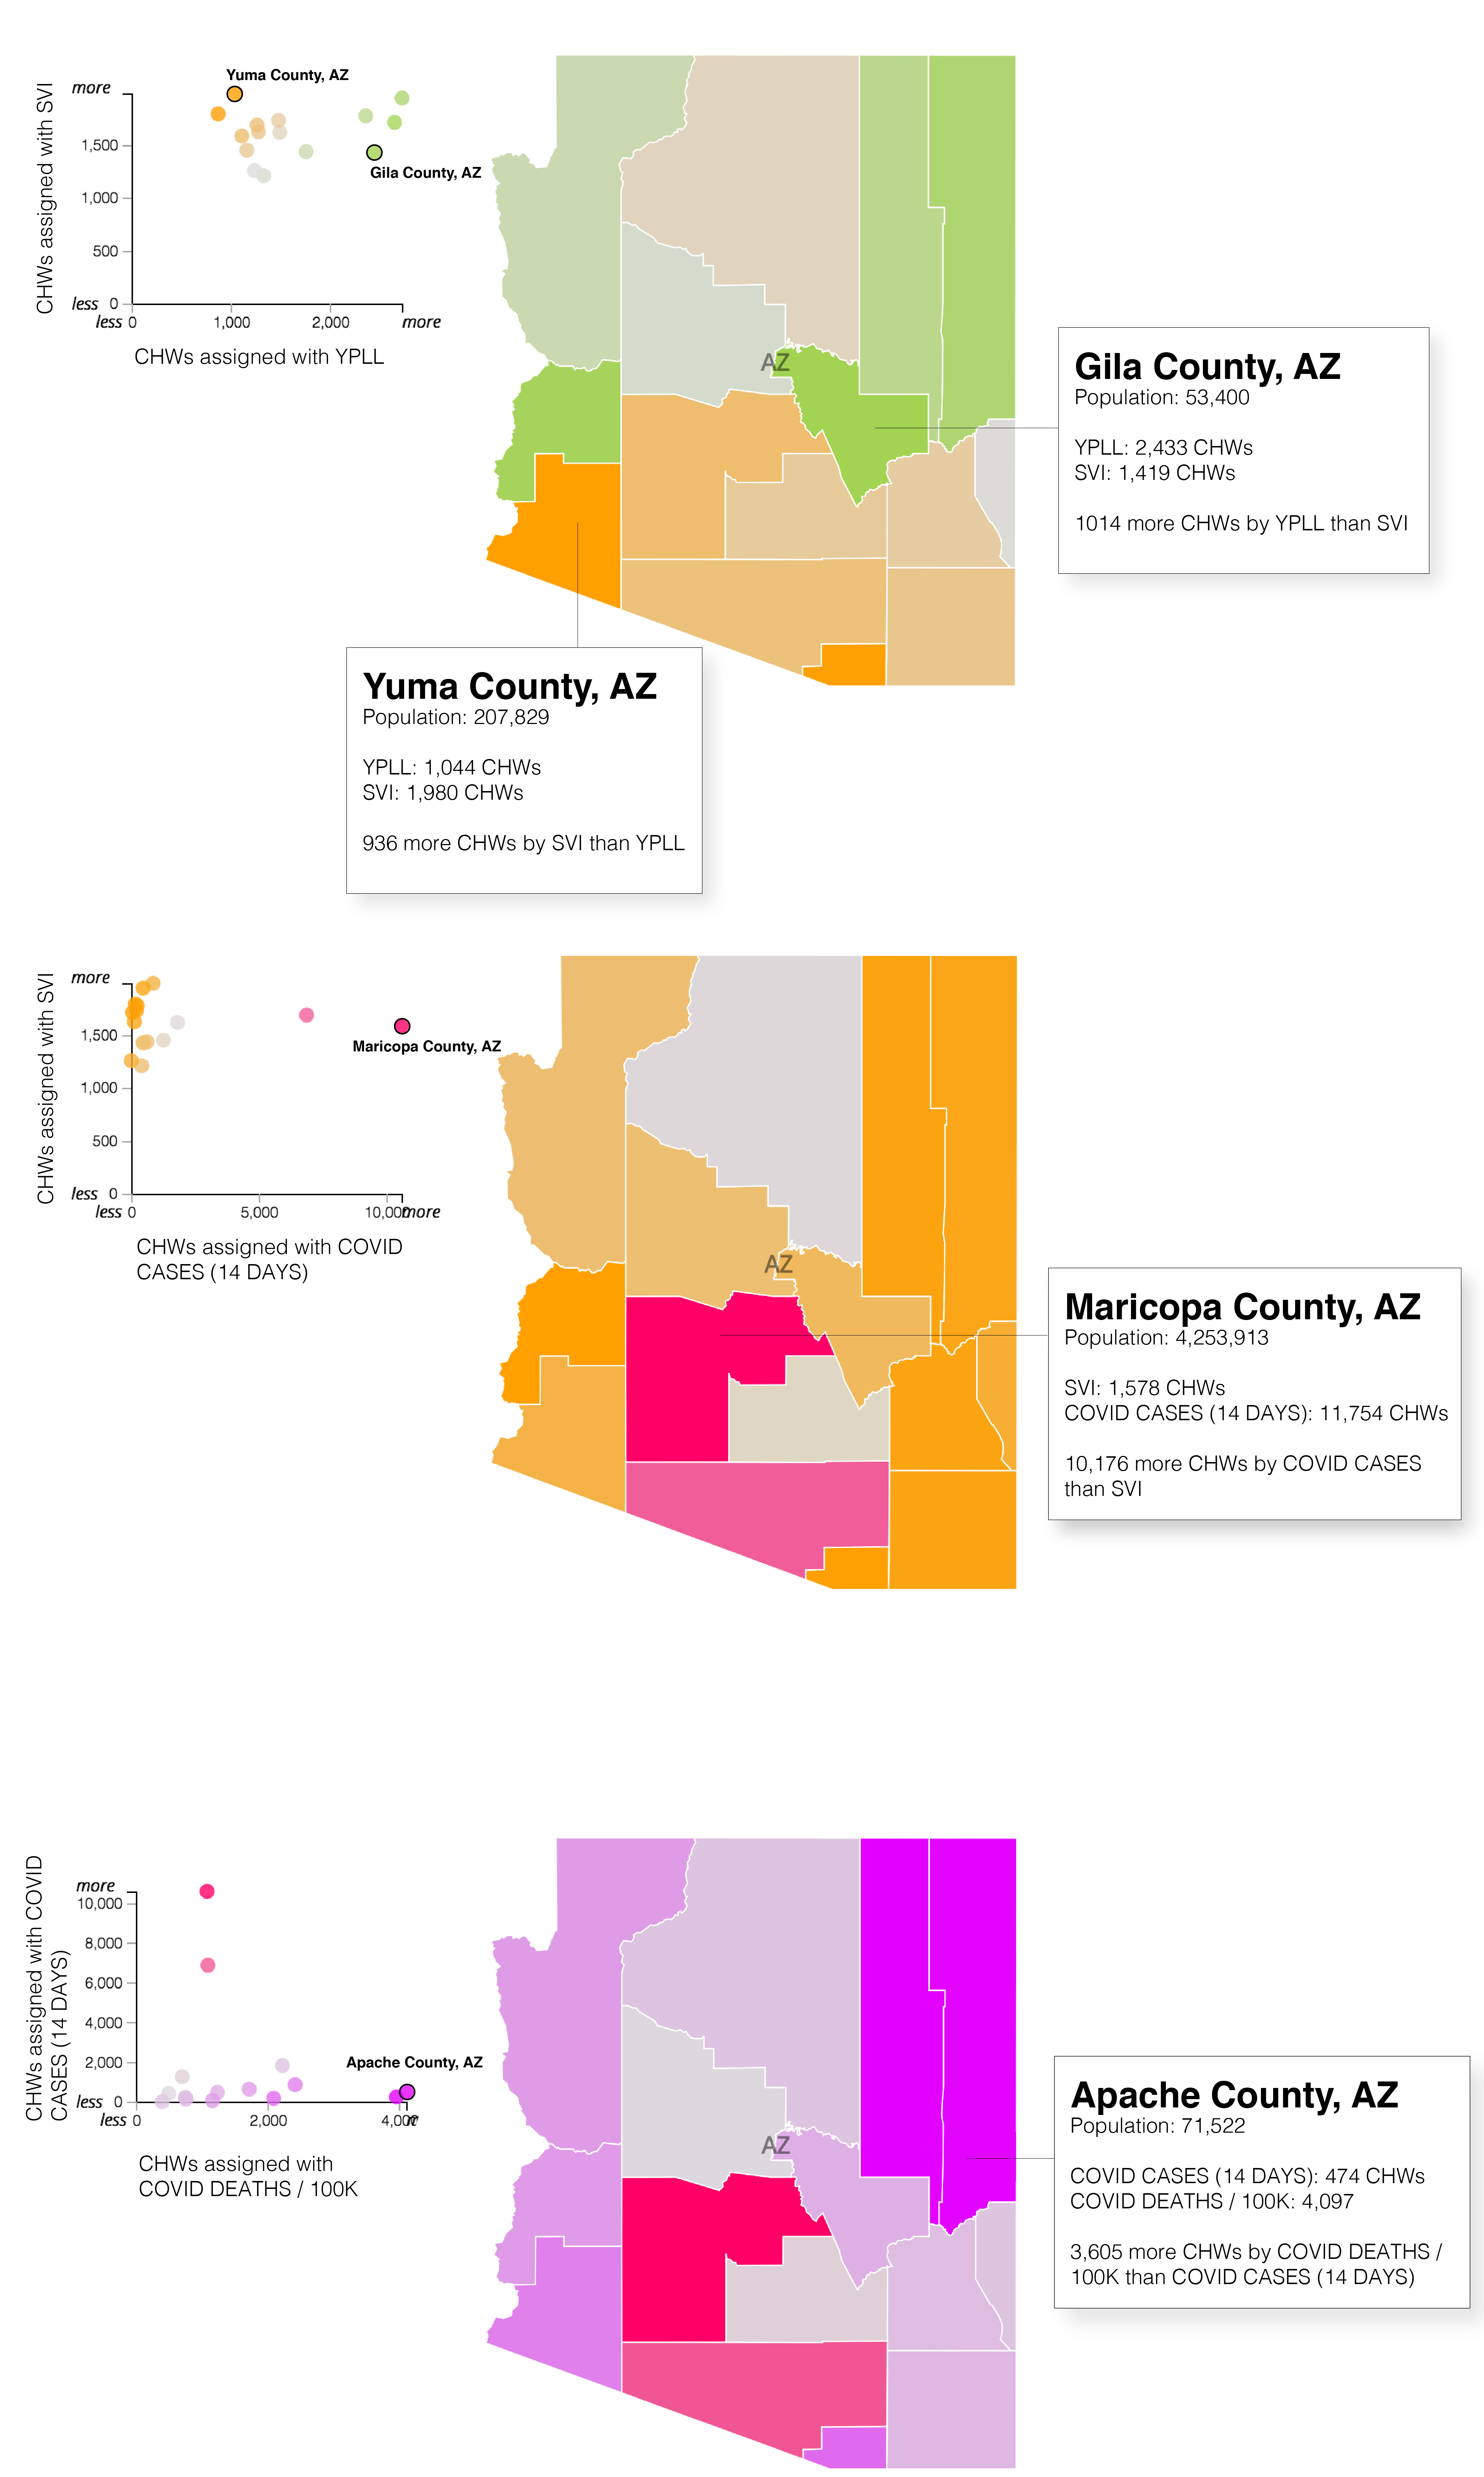 Yuma County, AZ
more
1,500
1,000
500
less 0
less 0
1,000
2,000
more
CHWs assigned with SVI
CHWs assigned with YPLL
Gila County, AZ
AZ
Gila County, AZ
Population: 53,400
YPLL: 2,433 CHWs
SVI: 1,419 CHWs
1014 more CHWs by YPLL than SVI
Yuma County, AZ
Population: 207,829
YPLL: 1,044 CHWs
SVI: 1,980 CHWs
936 more CHWs by SVI than YPLL
more
1,500
1,000
500
less 0
less 0
5,000
10,000
more
CHWs assigned with SVI
CHWs assigned with COVID
CASES (14 DAYS)
Maricopa County, AZ
AZ
Maricopa County, AZ
Population: 4,253,913
SVI: 1,578 CHWs
COVID CASES (14 DAYS): 11,754 CHWs
10,176 more CHWs by COVID CASES
than SVI
CHWs assigned with COVID
CASES (14 DAYS)
more
10,000
8,000
6,000
4,000
2,000
less 0
less 0
2,000
4,000
CHWs assigned with
COVID DEATHS / 100K
Apache County, AZ
AZ
Apache County, AZ
Population: 71,522
COVID CASES (14 DAYS): 474 CHWs
COVID DEATHS / 100K: 4,097
3,605 more CHWs by COVID DEATHS /
100K than COVID CASES (14 DAYS)